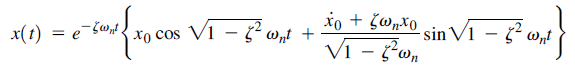 x(t) = e^{-ζω_n t} { x_0 cos √(1 − ζ²) ω_n t + (ẋ_0 + ζω_n x_0) / (√(1 − ζ²) ω_n) sin √(1 − ζ²) ω_n t }